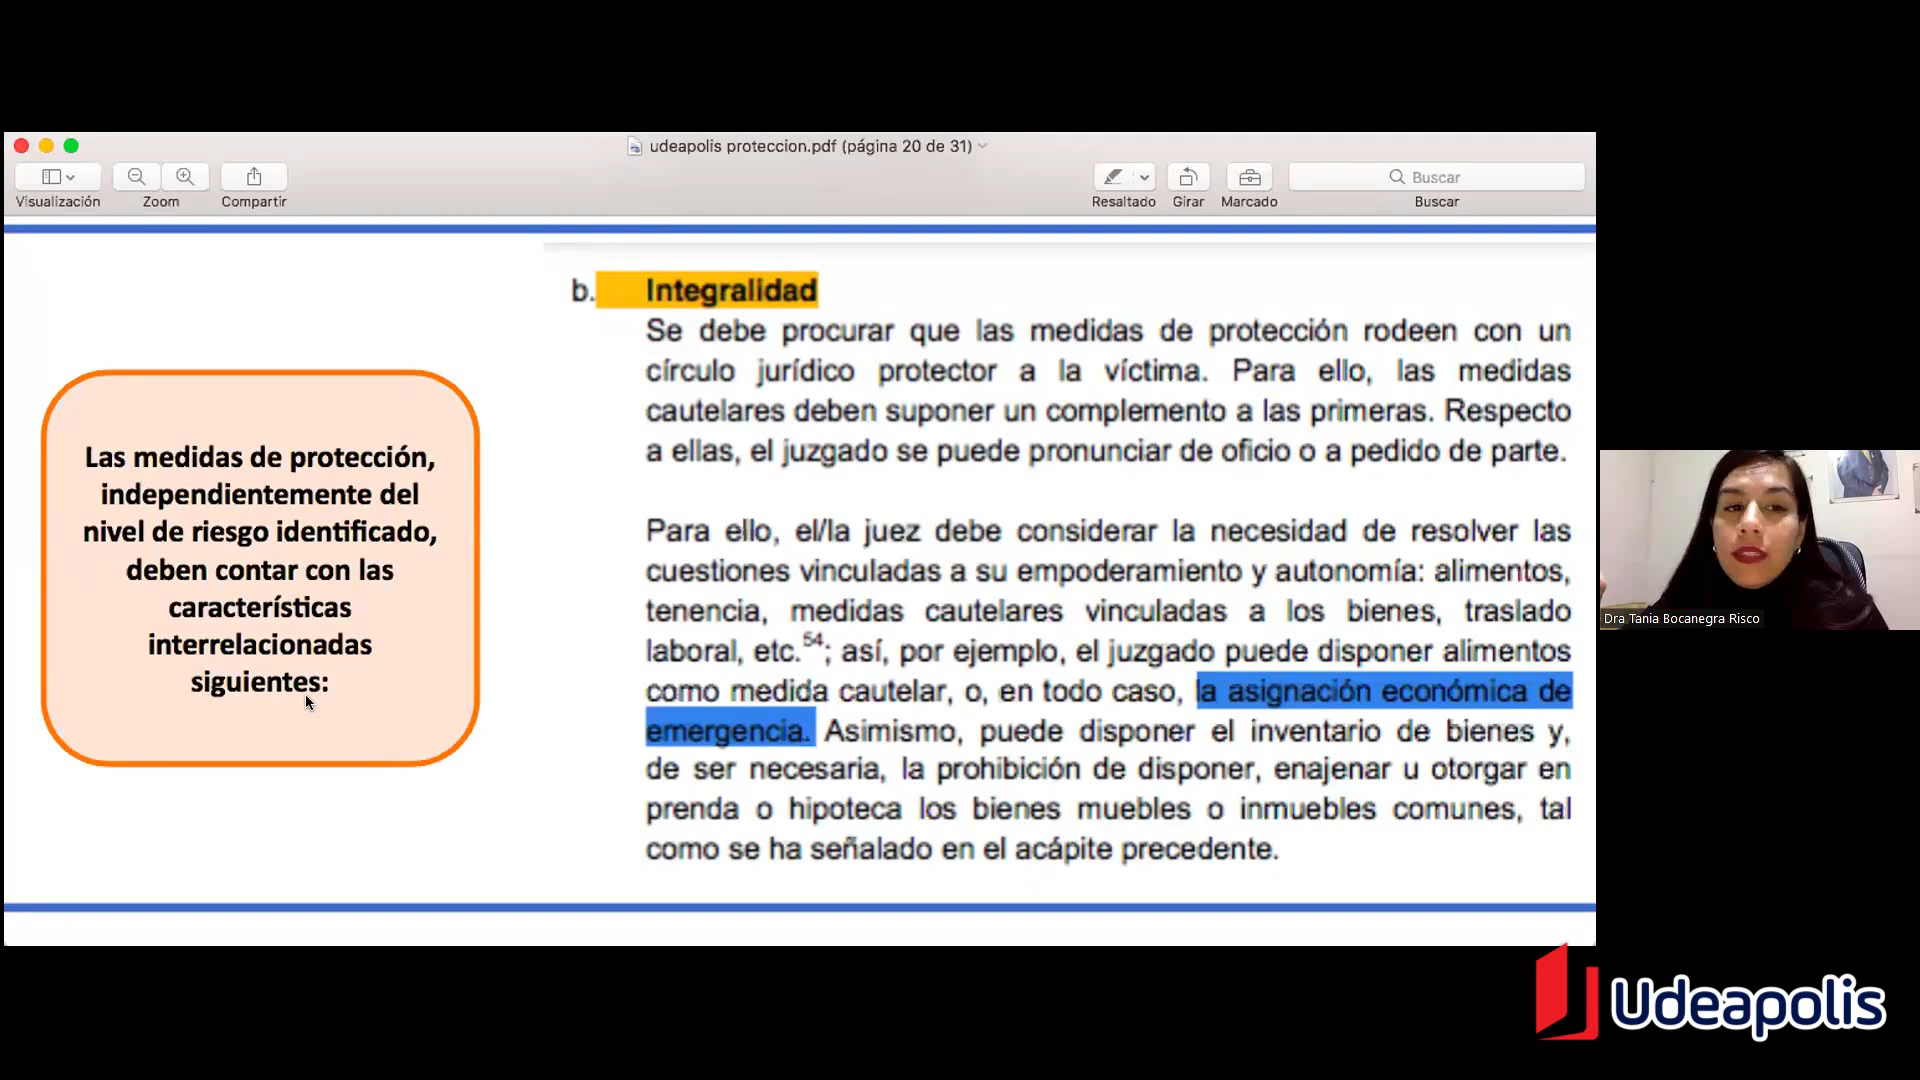 udeapolis proteccion.pdf (página 20 de 31)
Visualización
Zoom
Compartir
Resaltado
Girar
Marcado
Buscar
Buscar
Las medidas de protección,
independientemente del
nivel de riesgo identificado,
deben contar con las
características
interrelacionadas
siguientes:
b. Integralidad
Se debe procurar que las medidas de protección rodeen con un
círculo jurídico protector a la víctima. Para ello, las medidas
cautelares deben suponer un complemento a las primeras. Respecto
a ellas, el juzgado se puede pronunciar de oficio o a pedido de parte.
Para ello, el/la juez debe considerar la necesidad de resolver las
cuestiones vinculadas a su empoderamiento y autonomía: alimentos,
tenencia, medidas cautelares vinculadas a los bienes, traslado
laboral, etc.54; así, por ejemplo, el juzgado puede disponer alimentos
como medida cautelar, o, en todo caso, la asignación económica de
emergencia. Asimismo, puede disponer el inventario de bienes y,
de ser necesaria, la prohibición de disponer, enajenar u otorgar en
prenda o hipoteca los bienes muebles o inmuebles comunes, tal
como se ha señalado en el acápite precedente.
Dra Tania Bocanegra Risco
Udeapolis